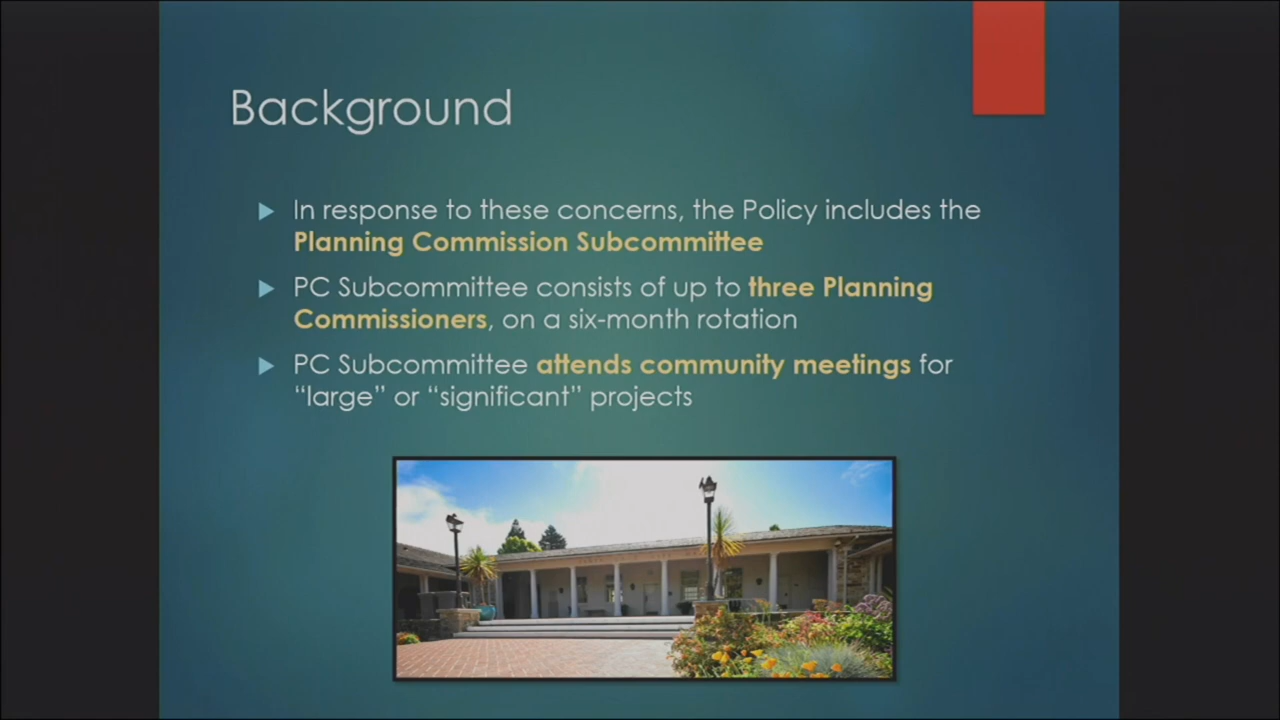 Background
In response to these concerns, the Policy includes the
Planning Commission Subcommittee
PC Subcommittee consists of up to three Planning
Commissioners, on a six-month rotation
PC Subcommittee attends community meetings for
“large” or “significant” projects